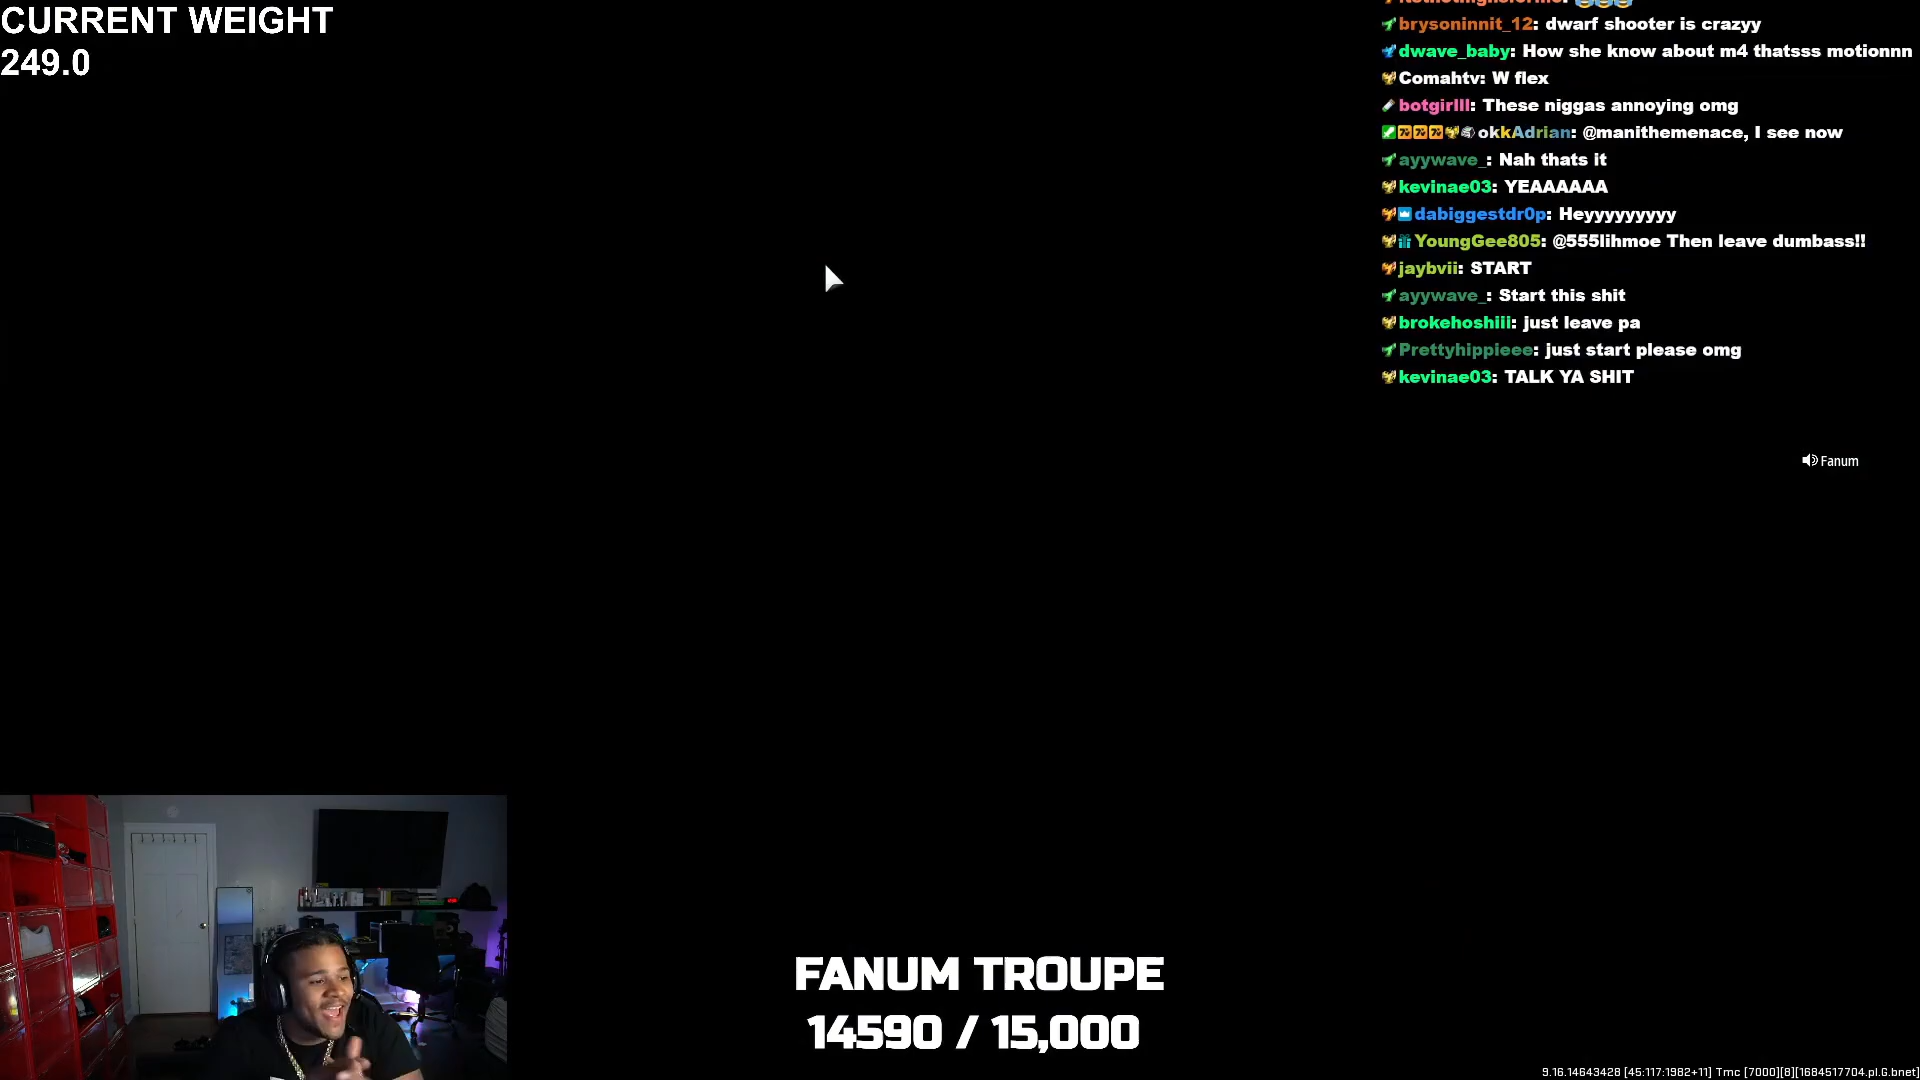 CURRENT WEIGHT
249.0
brysoninnit_12: dwarf shooter is crazyy
dwave_baby: How she know about m4 thatsss motionnn
Comahtv: W flex
botgirlll: These niggas annoying omg
okkAdrian: @manithemenace, I see now
ayywave_: Nah thats it
kevinae03: YEAAAAAA
dabiggestdr0p: Heyyyyyyyyy
YoungGee805: @555lihmoe Then leave dumbass!!
jaybvii: START
ayywave_: Start this shit
brokehoshiii: just leave pa
Prettyhippieee: just start please omg
kevinae03: TALK YA SHIT
Fanum
FANUM TROUPE
14590 / 15,000
9.16.14643428 [45:117:1982+11] Tmc [7000][8][1684517704.pl.G.bnet]